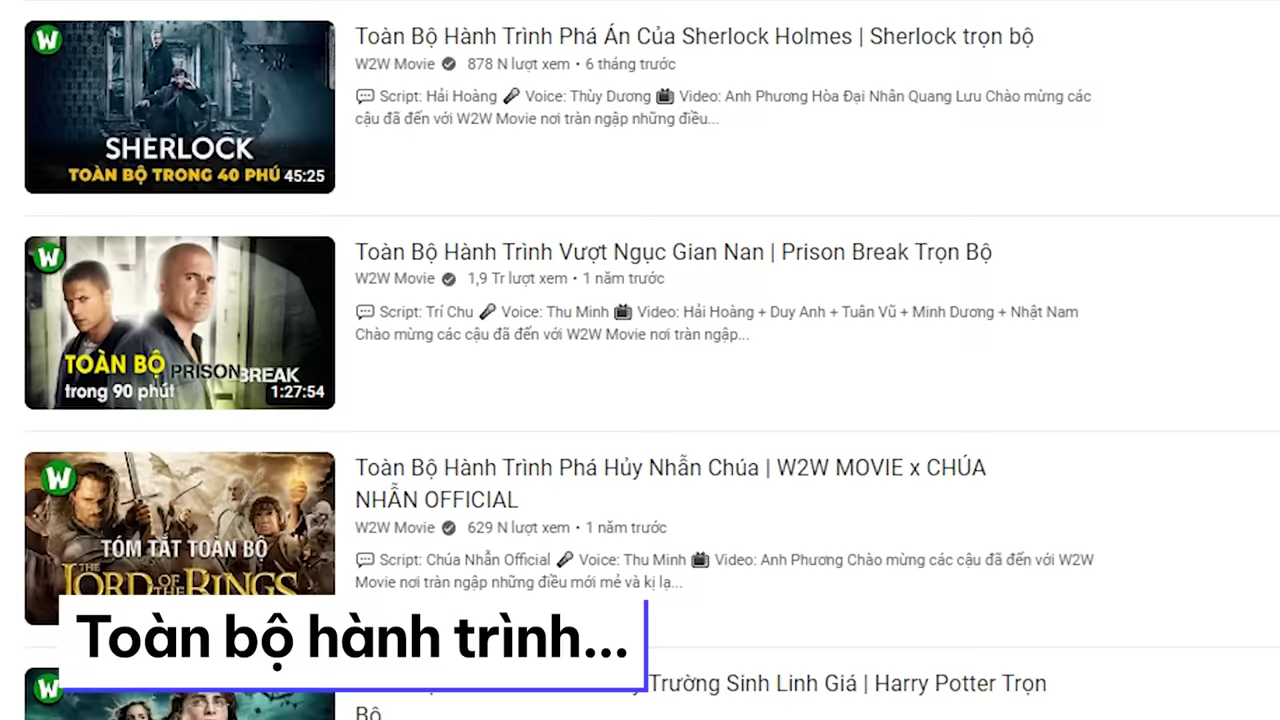 W
SHERLOCK
TOÀN BỘ TRONG 40 PHÚ
45:25
Toàn Bộ Hành Trình Phá Án Của Sherlock Holmes | Sherlock trọn bộ
W2W Movie 878 N lượt xem • 6 tháng trước
💬 Script: Hải Hoàng 🎤 Voice: Thùy Dương 📺 Video: Anh Phương Hòa Đại Nhân Quang Lưu Chào mừng các
cậu đã đến với W2W Movie nơi tràn ngập những điều...
W
TOÀN BỘ PRISON BREAK
trong 90 phút
1:27:54
Toàn Bộ Hành Trình Vượt Ngục Gian Nan | Prison Break Trọn Bộ
W2W Movie 1,9 Tr lượt xem • 1 năm trước
💬 Script: Trí Chu 🎤 Voice: Thu Minh 📺 Video: Hải Hoàng + Duy Anh + Tuân Vũ + Minh Dương + Nhật Nam
Chào mừng các cậu đã đến với W2W Movie nơi tràn ngập...
W
TÓM TẮT TOÀN BỘ
THE LORD OF THE RINGS
Toàn Bộ Hành Trình Phá Hủy Nhẫn Chúa | W2W MOVIE x CHÚA
NHẪN OFFICIAL
W2W Movie 629 N lượt xem • 1 năm trước
💬 Script: Chúa Nhẫn Official 🎤 Voice: Thu Minh 📺 Video: Anh Phương Chào mừng các cậu đã đến với W2W
Movie nơi tràn ngập những điều mới mẻ và kị lạ...
Toàn bộ hành trình...
W
Trường Sinh Linh Giá | Harry Potter Trọn
Bộ